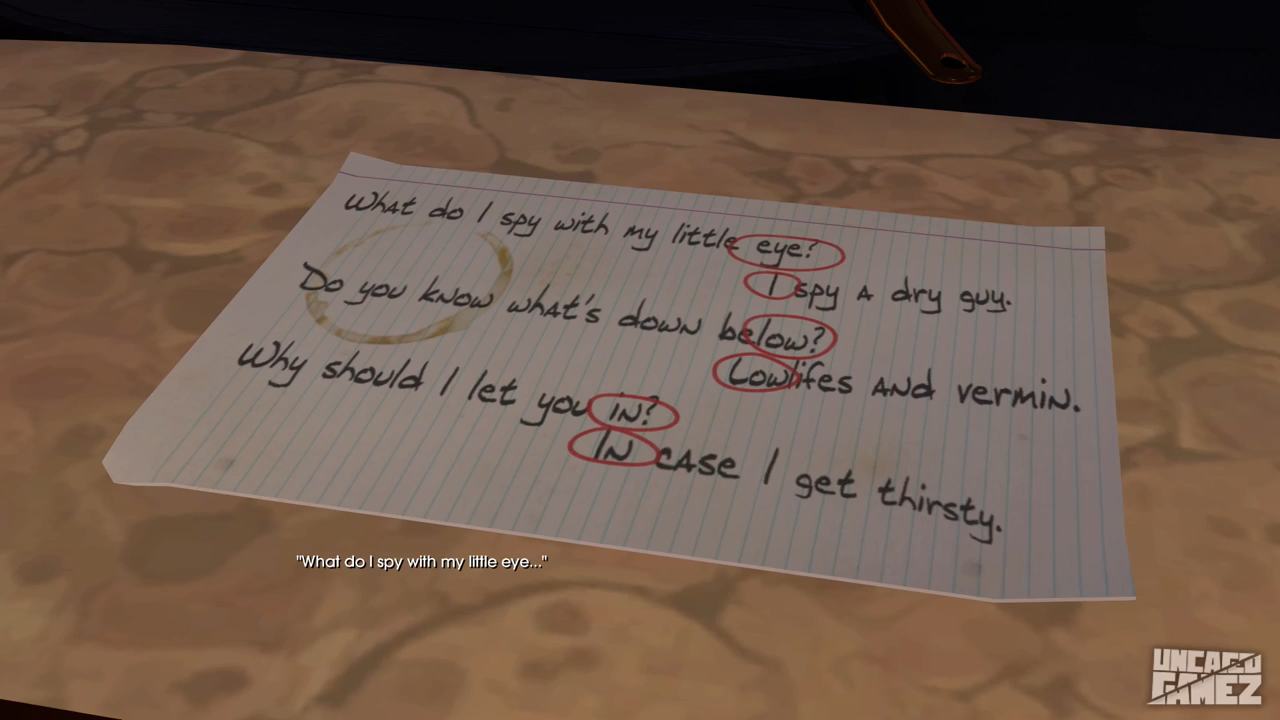 What do I spy with my little eye?
I spy a dry guy.
Do you know what's down below?
Lowlifes and vermin.
Why should I let you in?
In case I get thirsty.
"What do I spy with my little eye..."
UNCAGED
GAMEZ